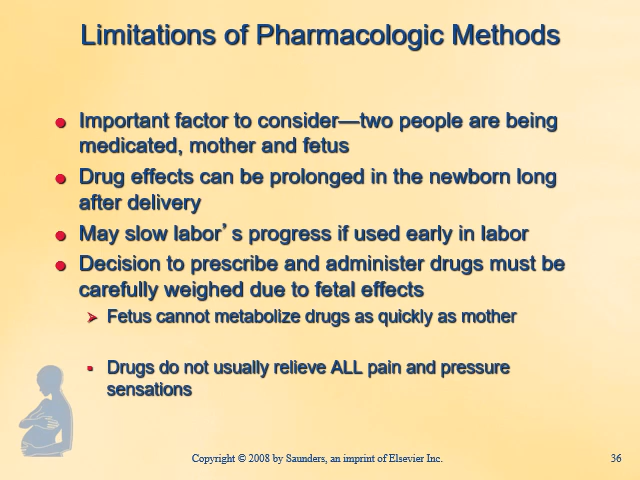 Limitations of Pharmacologic Methods
● Important factor to consider—two people are being
medicated, mother and fetus
● Drug effects can be prolonged in the newborn long
after delivery
● May slow labor’s progress if used early in labor
● Decision to prescribe and administer drugs must be
carefully weighed due to fetal effects
➢ Fetus cannot metabolize drugs as quickly as mother
▪ Drugs do not usually relieve ALL pain and pressure
sensations
Copyright © 2008 by Saunders, an imprint of Elsevier Inc.
36